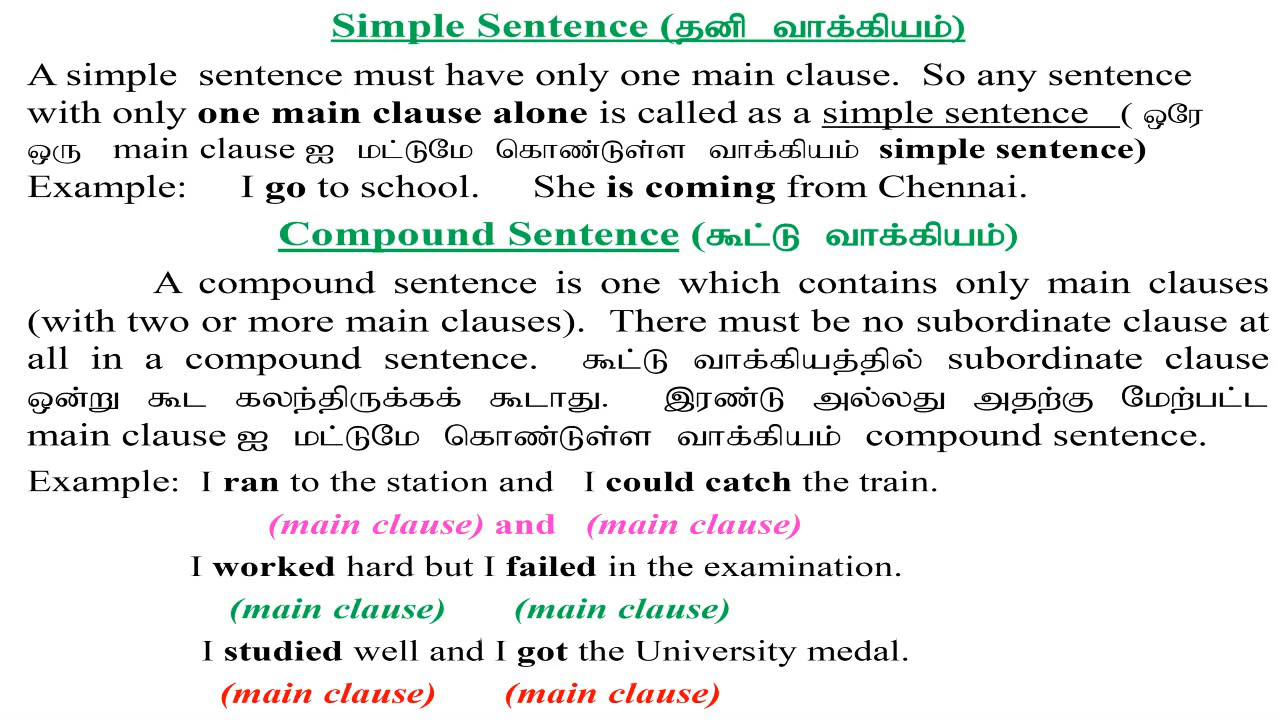 Simple Sentence (தனி வாக்கியம்)
A simple sentence must have only one main clause. So any sentence
with only one main clause alone is called as a simple sentence ( ஒரே
ஒரு main clause ஐ மட்டுமே கொண்டுள்ள வாக்கியம் simple sentence)
Example: I go to school. She is coming from Chennai.
Compound Sentence (கூட்டு வாக்கியம்)
A compound sentence is one which contains only main clauses
(with two or more main clauses). There must be no subordinate clause at
all in a compound sentence. கூட்டு வாக்கியத்தில் subordinate clause
ஒன்று கூட கலந்திருக்கக் கூடாது. இரண்டு அல்லது அதற்கு மேற்பட்ட
main clause ஐ மட்டுமே கொண்டுள்ள வாக்கியம் compound sentence.
Example: I ran to the station and I could catch the train.
(main clause) and (main clause)
I worked hard but I failed in the examination.
(main clause) (main clause)
I studied well and I got the University medal.
(main clause) (main clause)